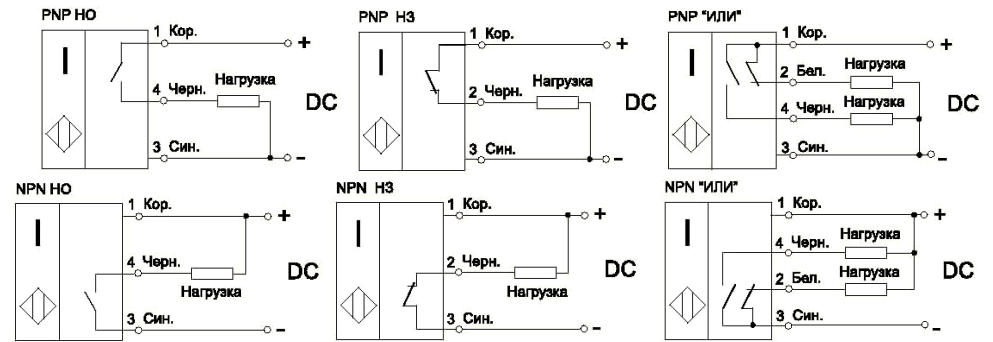 PNP НО
1 Кор.
+
I
4 Черн.
Нагрузка
DC
3 Син.
-
PNP НЗ
1 Кор.
+
I
2 Черн.
Нагрузка
DC
3 Син.
-
PNP "ИЛИ"
1 Кор.
+
I
2 Бел.
Нагрузка
4 Черн.
Нагрузка
DC
3 Син.
-
NPN НО
1 Кор.
+
I
4 Черн.
Нагрузка
DC
3 Син.
-
NPN НЗ
1 Кор.
+
I
2 Черн.
Нагрузка
DC
3 Син.
-
NPN "ИЛИ"
1 Кор.
+
I
4 Черн.
Нагрузка
2 Бел.
Нагрузка
DC
3 Син.
-